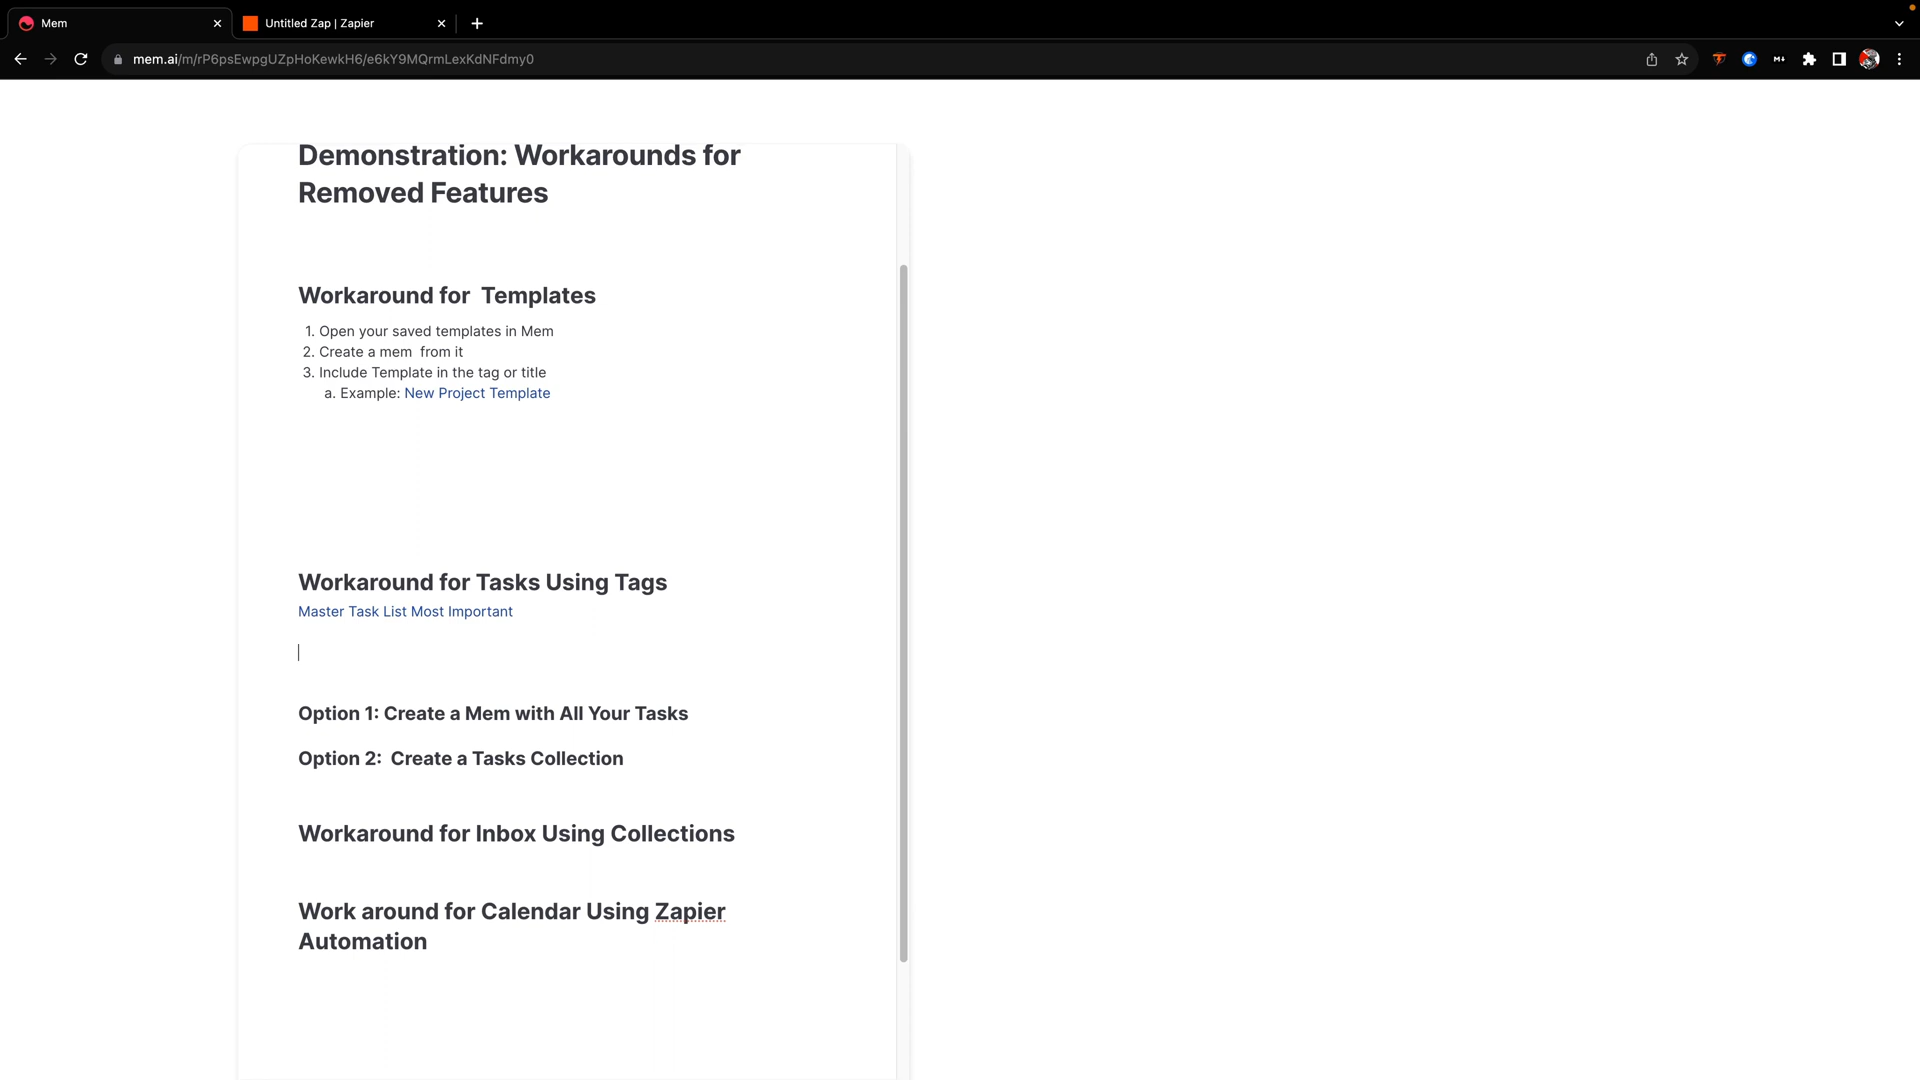 Mem
Untitled Zap | Zapier
mem.ai/m/rP6psEwpgUZpHoKewkH6/e6kY9MQrmLexKdNFdmy0
Demonstration: Workarounds for
Removed Features
Workaround for  Templates
1. Open your saved templates in Mem
2. Create a mem  from it
3. Include Template in the tag or title
a. Example: New Project Template
Workaround for Tasks Using Tags
Master Task List Most Important
Option 1: Create a Mem with All Your Tasks
Option 2:  Create a Tasks Collection
Workaround for Inbox Using Collections
Work around for Calendar Using Zapier
Automation